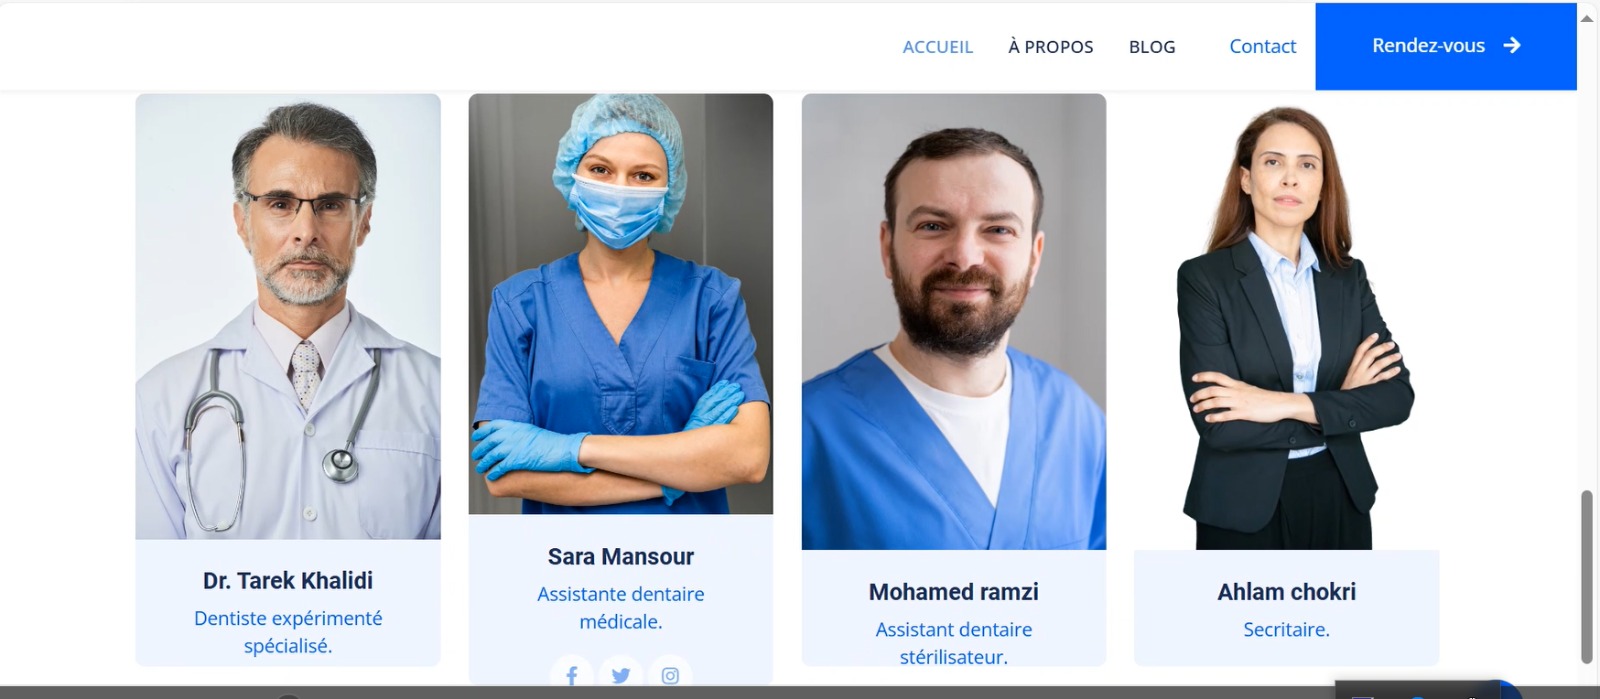 ACCUEIL À PROPOS BLOG Contact Rendez-vous
Dr. Tarek Khalidi
Dentiste expérimenté
spécialisé.
Sara Mansour
Assistante dentaire
médicale.
Mohamed ramzi
Assistant dentaire
stérilisateur.
Ahlam chokri
Secritaire.